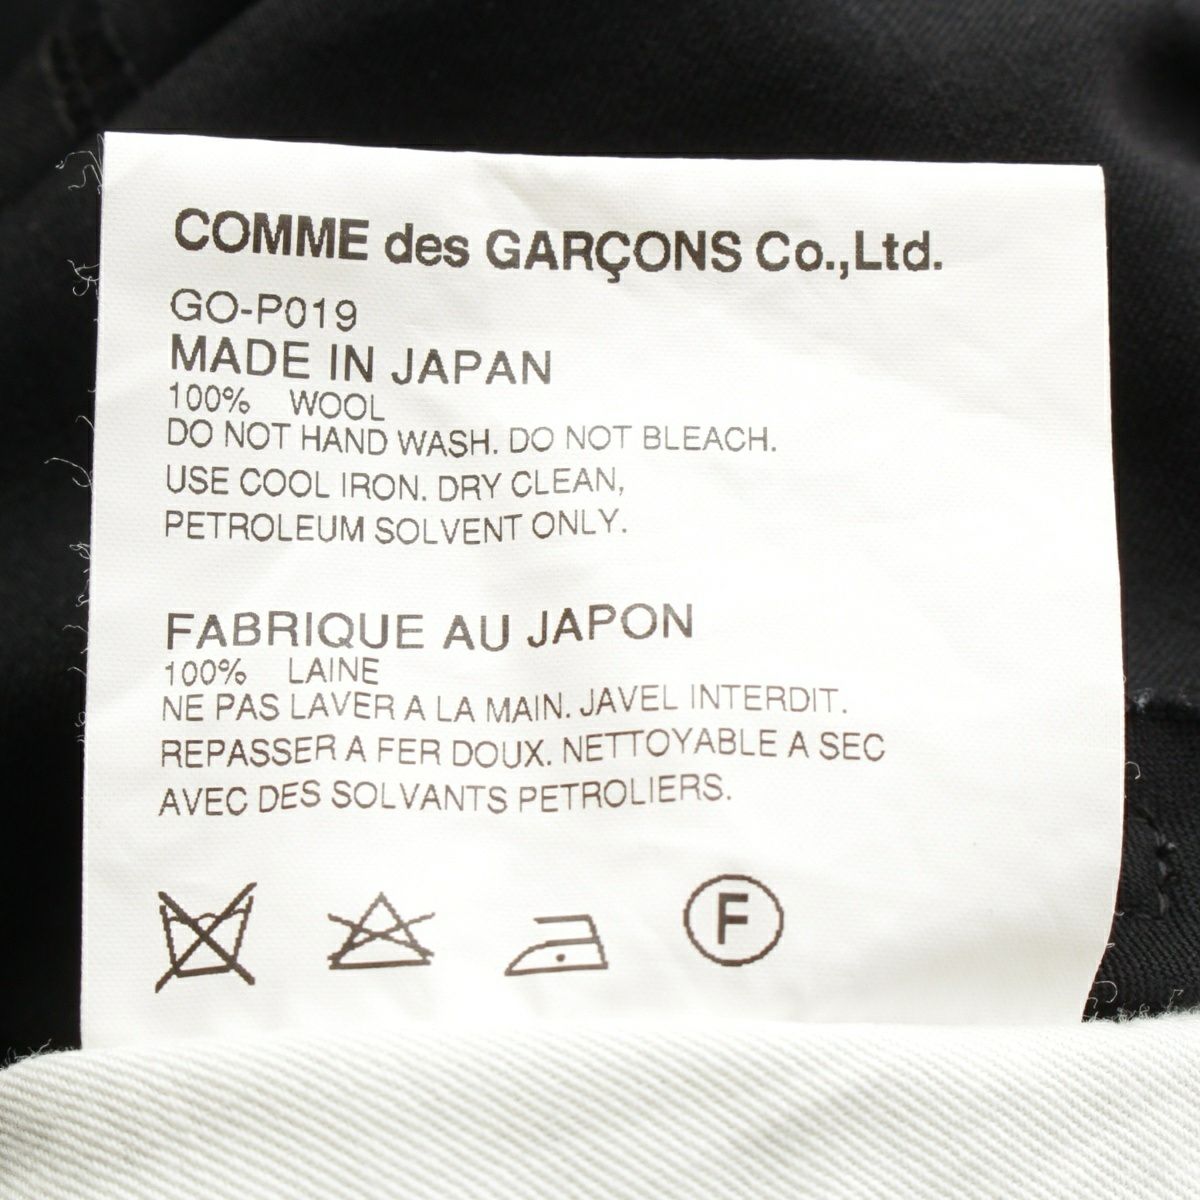 COMME des GARÇONS Co.,Ltd.
GO-P019
MADE IN JAPAN
100% WOOL
DO NOT HAND WASH. DO NOT BLEACH.
USE COOL IRON. DRY CLEAN,
PETROLEUM SOLVENT ONLY.
FABRIQUE AU JAPON
100% LAINE
NE PAS LAVER A LA MAIN. JAVEL INTERDIT.
REPASSER A FER DOUX. NETTOYABLE A SEC
AVEC DES SOLVANTS PETROLIERS.
F